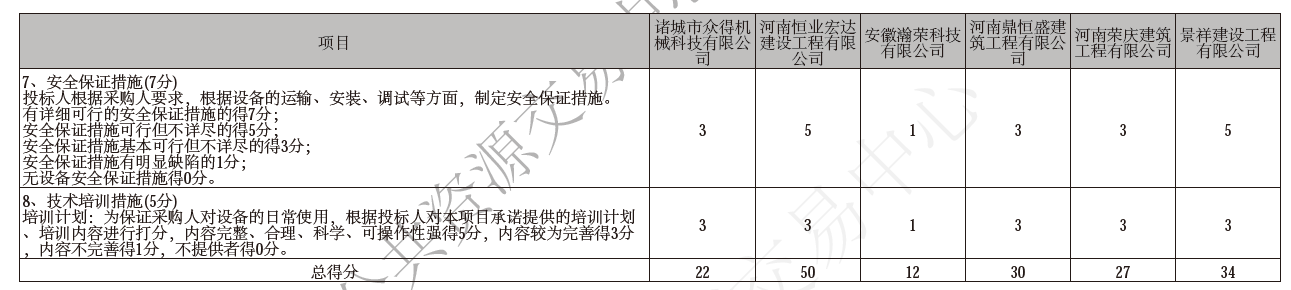 项目
诸城市众得机
械科技有限公
司
河南恒业宏达
建设工程有限
公司
安徽瀚荣科技
有限公司
河南鼎恒盛建
筑工程有限公
司
河南荣庆建筑
工程有限公司
景祥建设工程
有限公司
7、安全保证措施(7分)
投标人根据采购人要求，根据设备的运输、安装、调试等方面，制定安全保证措施。
有详细可行的安全保证措施的得7分；
安全保证措施可行但不详尽的得5分；
安全保证措施基本可行但不详尽的得3分；
安全保证措施有明显缺陷的1分；
无设备安全保证措施得0分。
3
5
1
3
3
5
8、技术培训措施(5分)
培训计划：为保证采购人对设备的日常使用，根据投标人对本项目承诺提供的培训计划
、培训内容进行打分，内容完整、合理、科学、可操作性强得5分，内容较为完善得3分
，内容不完善得1分，不提供者得0分。
3
3
1
3
3
3
总得分
22
50
12
30
27
34
公共资源交易中心
交易中心